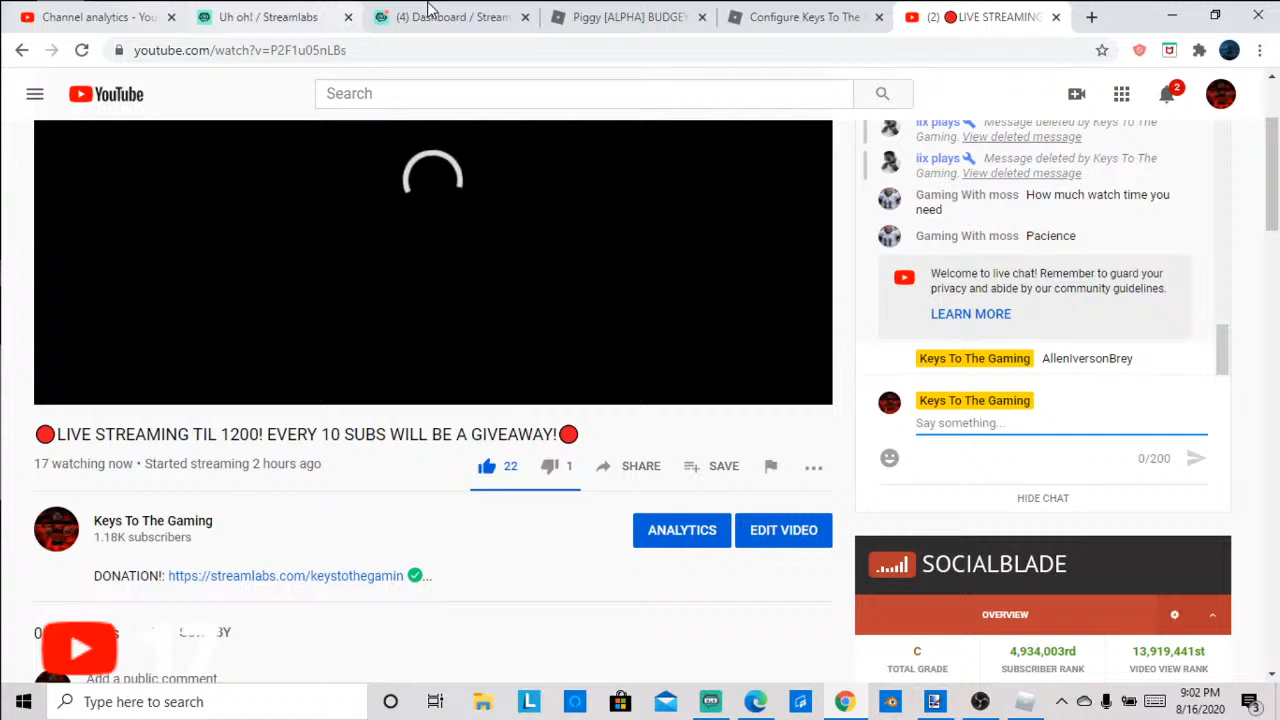 Channel analytics - You
Uh oh! / Streamlabs
(4) Dashboard / Stream
Piggy [ALPHA] BUDGE
Configure Keys To The
(2) 🔴LIVE STREAMING
youtube.com/watch?v=P2F1u05nLBs
YouTube
Search
2
iix plays Message deleted by Keys To The
Gaming. View deleted message
iix plays Message deleted by Keys To The
Gaming. View deleted message
Gaming With moss How much watch time you
need
Gaming With moss Pacience
Welcome to live chat! Remember to guard your
privacy and abide by our community guidelines.
LEARN MORE
Keys To The Gaming AllenIversonBrey
Keys To The Gaming
Say something...
0/200
HIDE CHAT
🔴LIVE STREAMING TIL 1200! EVERY 10 SUBS WILL BE A GIVEAWAY!🔴
17 watching now • Started streaming 2 hours ago
22
1
SHARE
SAVE
Keys To The Gaming
1.18K subscribers
ANALYTICS
EDIT VIDEO
DONATION!: https://streamlabs.com/keystothegamin ✅...
SOCIALBLADE
OVERVIEW
C
4,934,003rd
13,919,441st
TOTAL GRADE
SUBSCRIBER RANK
VIDEO VIEW RANK
17
Add a public comment
Type here to search
9:02 PM
8/16/2020
3